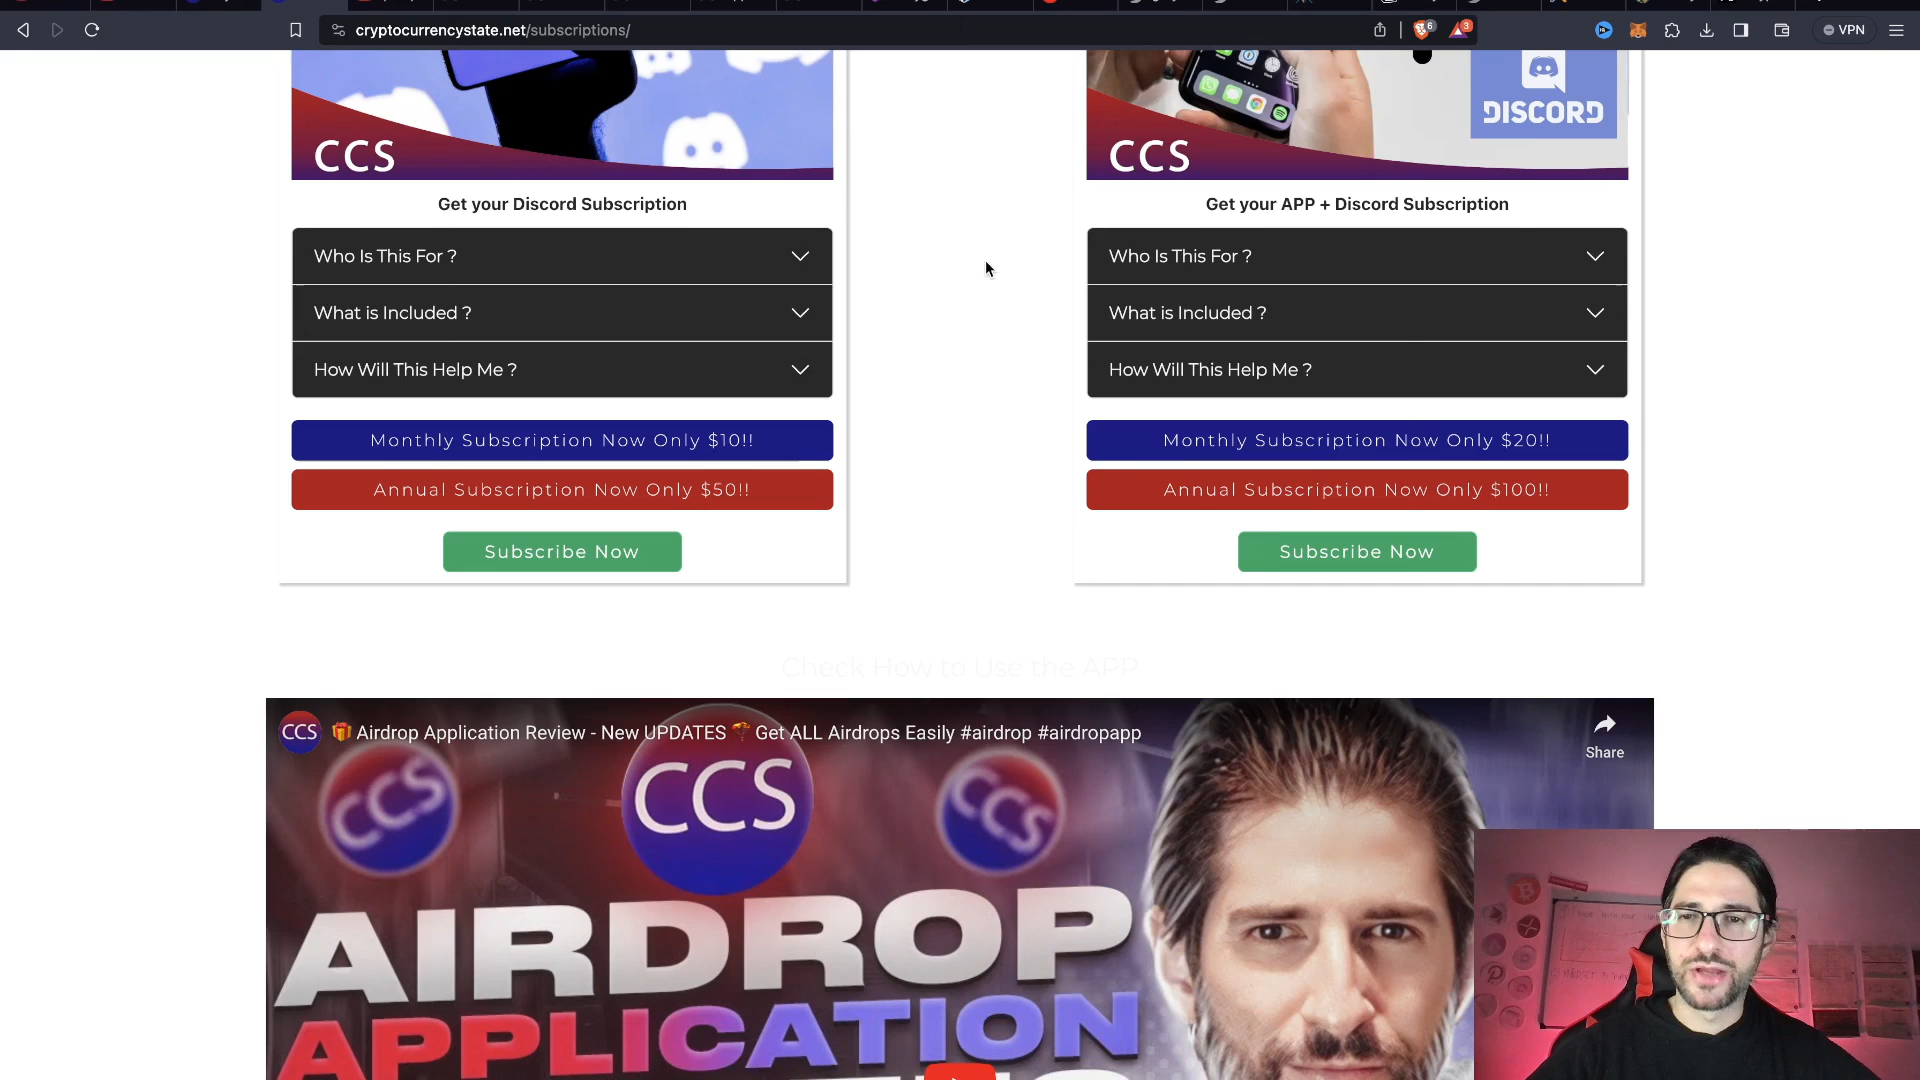 cryptocurrencystate.net/subscriptions/
6
3
VPN
CCS
CCS
DISCORD
Get your Discord Subscription
Get your APP + Discord Subscription
Who Is This For ?
Who Is This For ?
What is Included ?
What is Included ?
How Will This Help Me ?
How Will This Help Me ?
Monthly Subscription Now Only $10!!
Monthly Subscription Now Only $20!!
Annual Subscription Now Only $50!!
Annual Subscription Now Only $100!!
Subscribe Now
Subscribe Now
Check How to Use the APP
CCS
Airdrop Application Review - New UPDATES
Get ALL Airdrops Easily #airdrop #airdropapp
Share
CCS
CCS
CCS
AIRDROP
APPLICATION